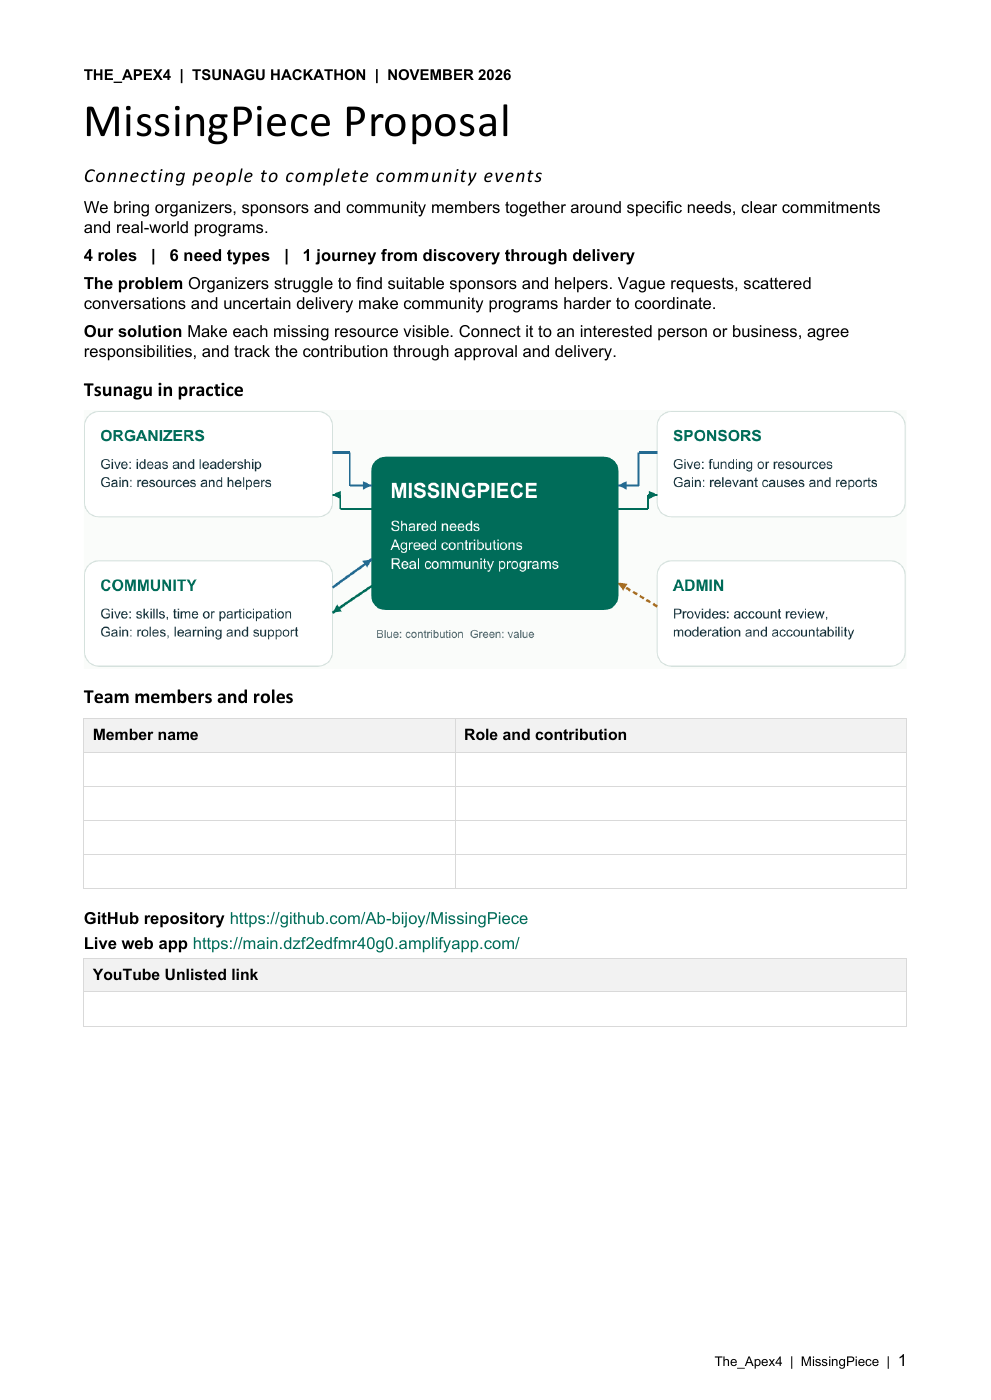 THE_APEX4 | TSUNAGU HACKATHON | NOVEMBER 2026
MissingPiece Proposal
Connecting people to complete community events
We bring organizers, sponsors and community members together around specific needs, clear commitments
and real-world programs.
4 roles | 6 need types | 1 journey from discovery through delivery
The problem Organizers struggle to find suitable sponsors and helpers. Vague requests, scattered
conversations and uncertain delivery make community programs harder to coordinate.
Our solution Make each missing resource visible. Connect it to an interested person or business, agree
responsibilities, and track the contribution through approval and delivery.
Tsunagu in practice
ORGANIZERS
Give: ideas and leadership
Gain: resources and helpers
SPONSORS
Give: funding or resources
Gain: relevant causes and reports
MISSINGPIECE
Shared needs
Agreed contributions
Real community programs
COMMUNITY
Give: skills, time or participation
Gain: roles, learning and support
ADMIN
Provides: account review,
moderation and accountability
Blue: contribution Green: value
Team members and roles
Member name
Role and contribution
GitHub repository https://github.com/Ab-bijoy/MissingPiece
Live web app https://main.dzf2edfmr40g0.amplifyapp.com/
YouTube Unlisted link
The_Apex4 | MissingPiece | 1